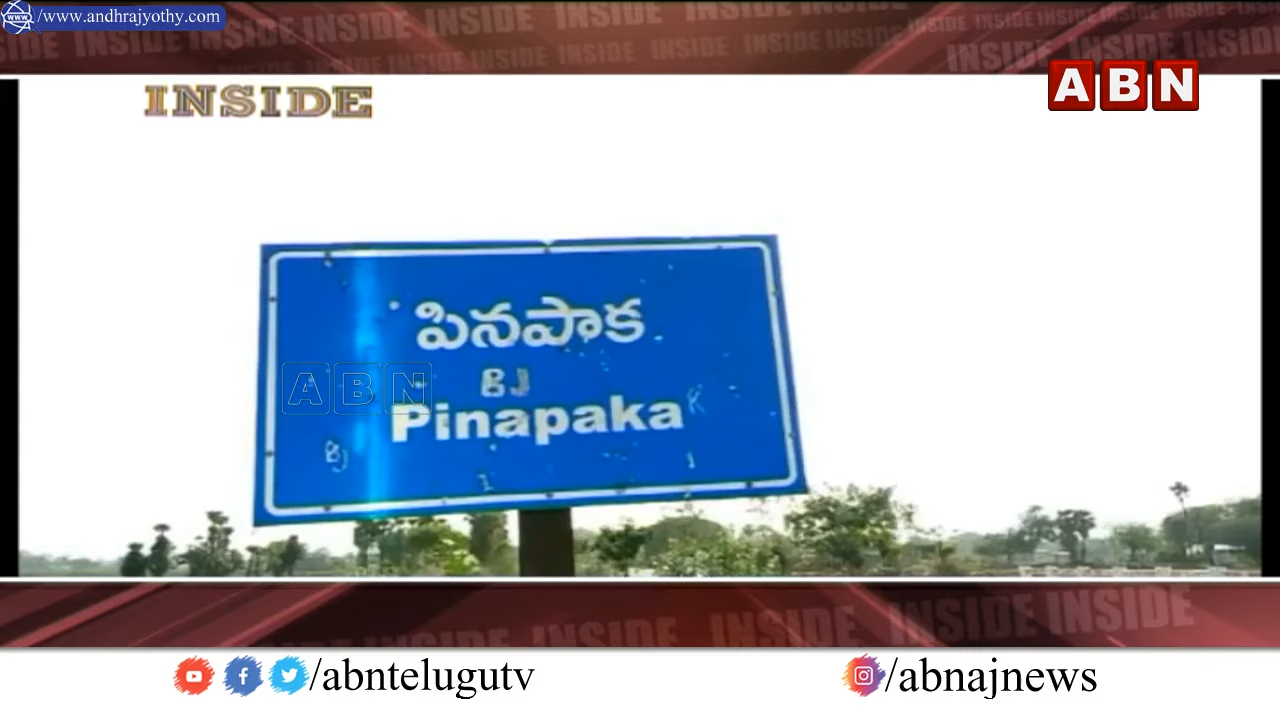 /www.andhrajyothy.com
INSIDE
ABN
పినపాక
ABN
Pinapaka
/abntelugutv
/abnajnews